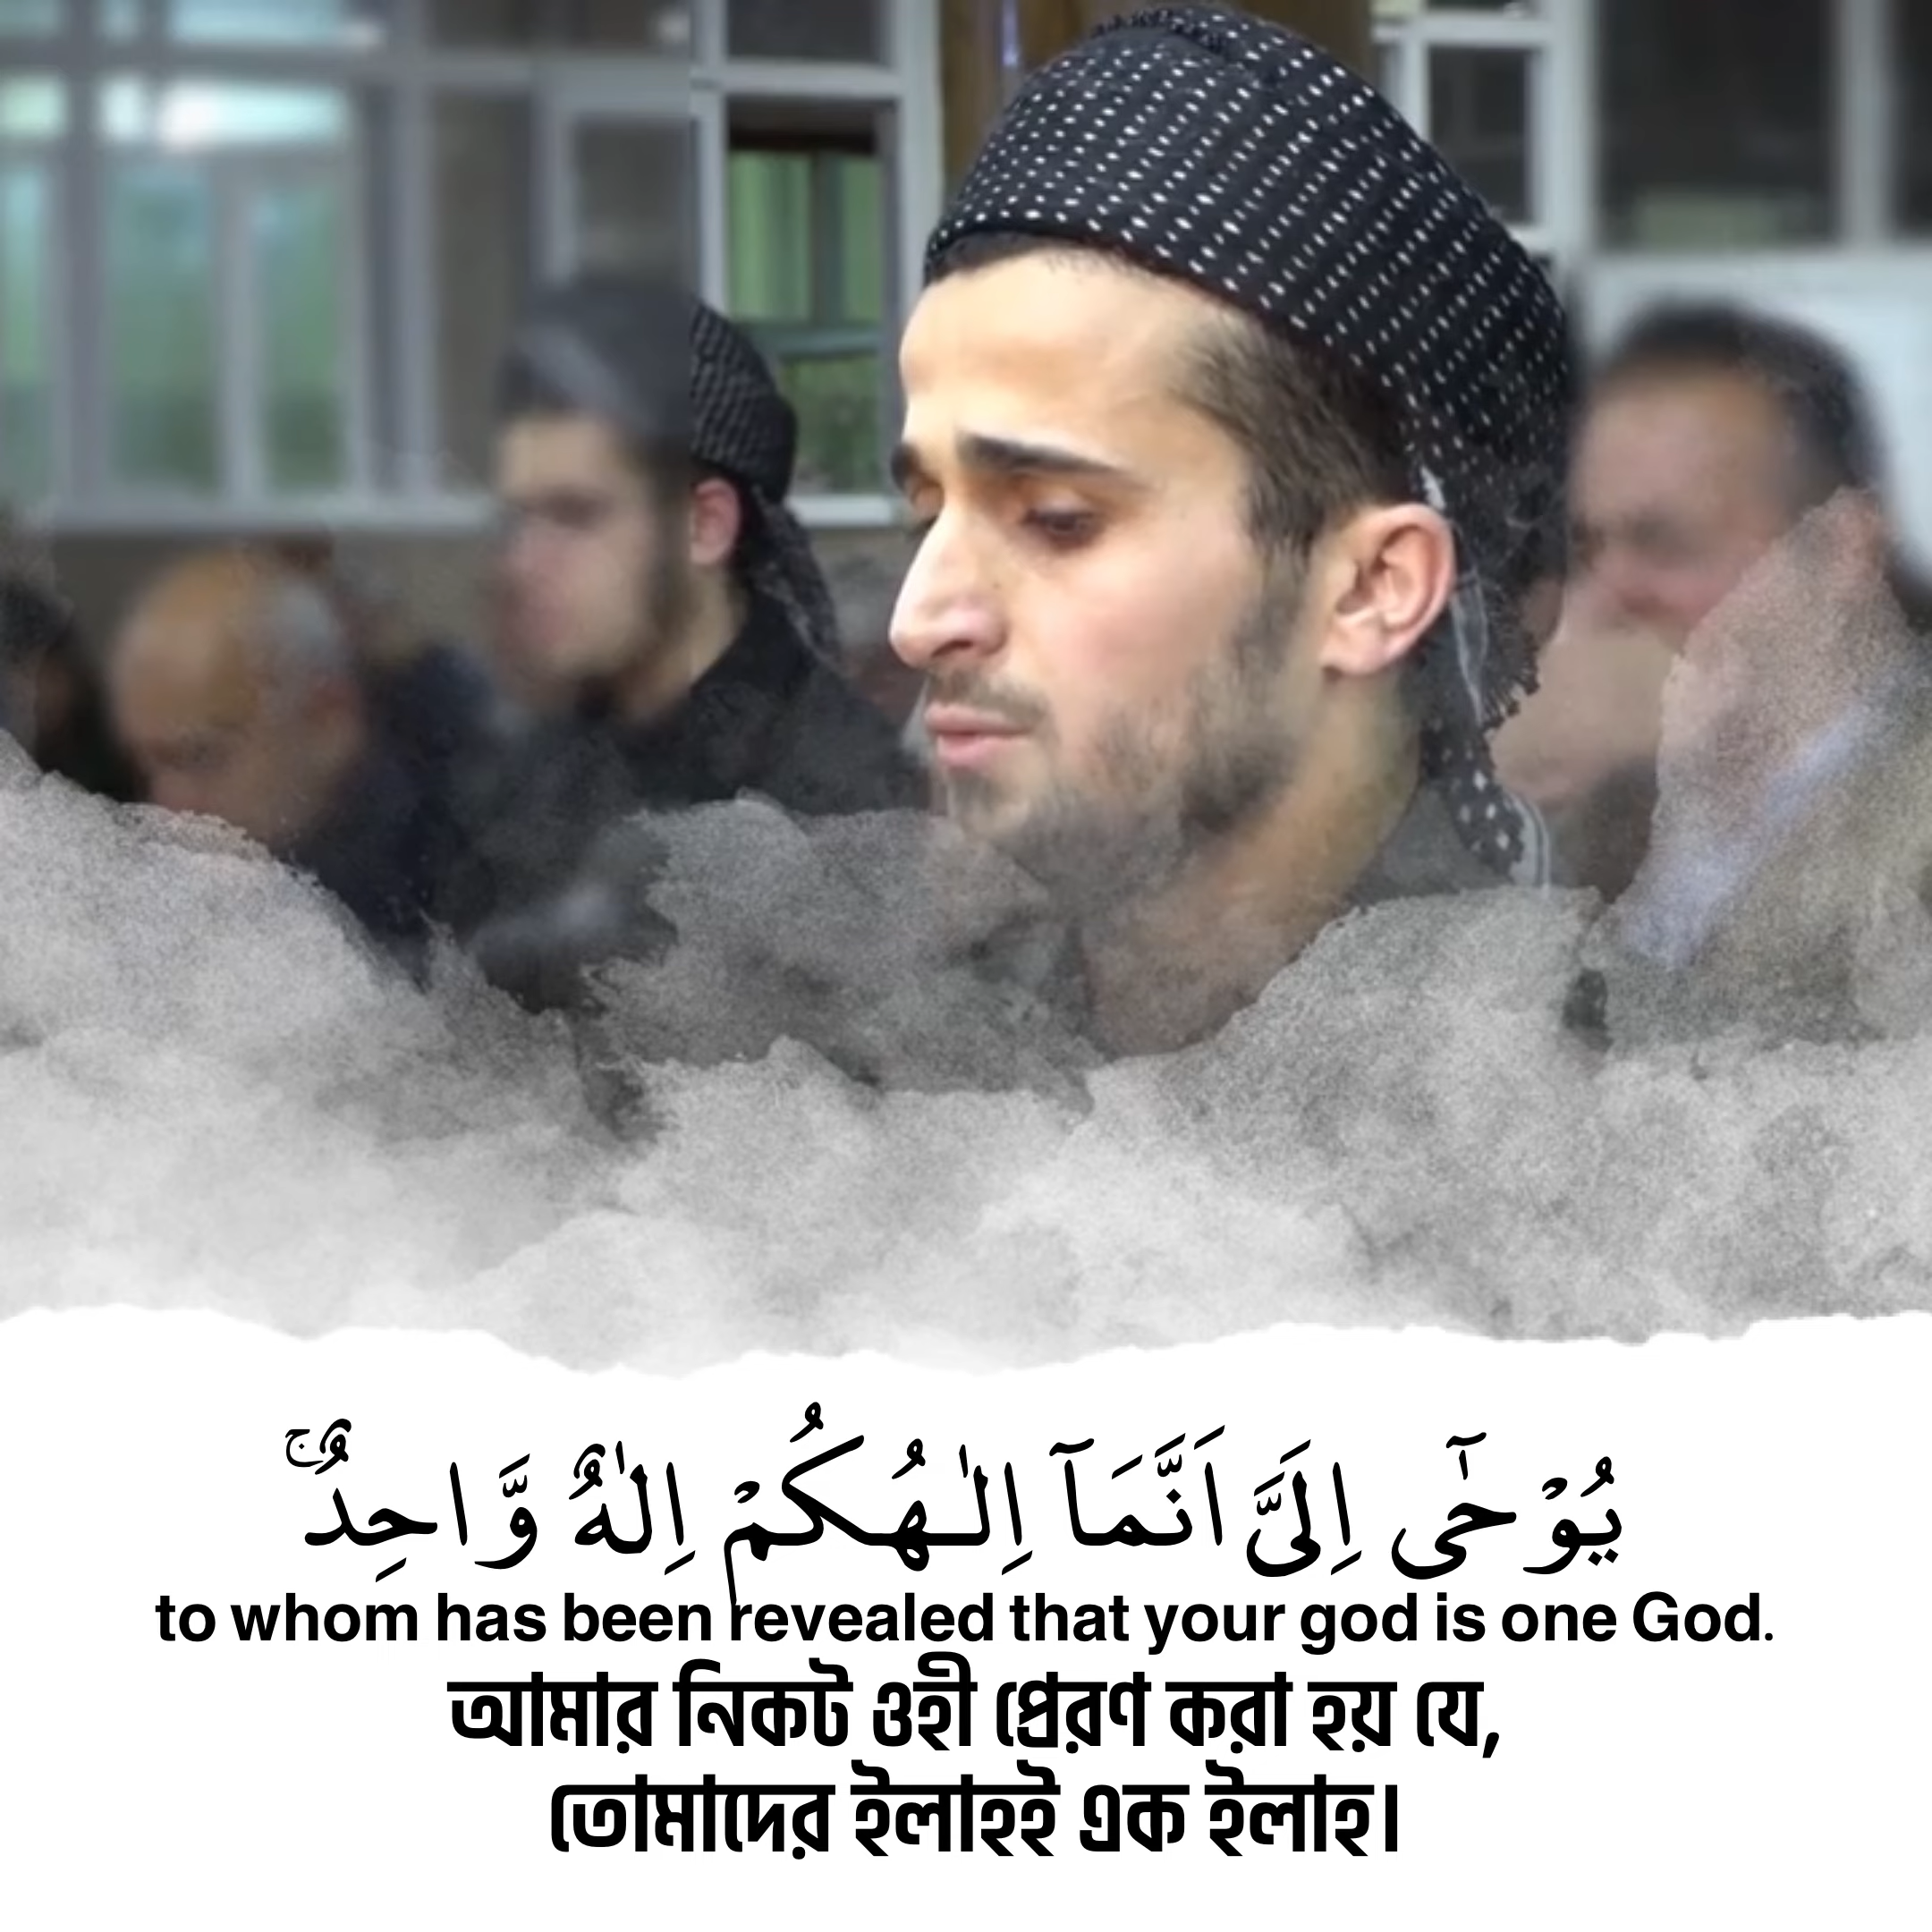 يُوْحٰٓى اِلَيَّ اَنَّمَآ اِلٰـهُكُمْ اِلٰهٌ وَّاحِدٌۚ
to whom has been revealed that your god is one God.
আমার নিকট ওহী প্রেরণ করা হয় যে,
তোমাদের ইলাহই এক ইলাহ।